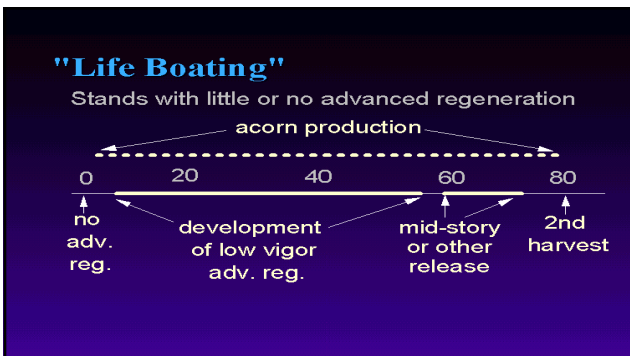 "Life Boating"
Stands with little or no advanced regeneration
acorn production
0 20 40 60 80
no
adv.
reg.
development
of low vigor
adv. reg.
mid-story
or other
release
2nd
harvest